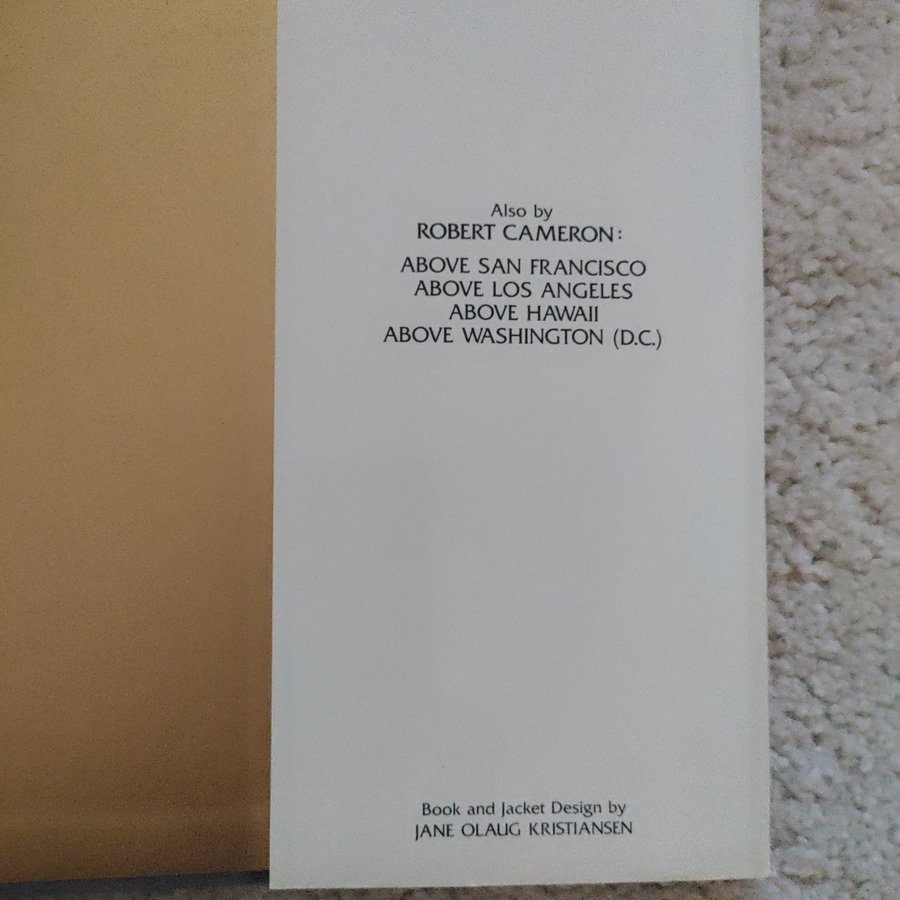 Also by
ROBERT CAMERON:
ABOVE SAN FRANCISCO
ABOVE LOS ANGELES
ABOVE HAWAII
ABOVE WASHINGTON (D.C.)
Book and Jacket Design by
JANE OLAUG KRISTIANSEN